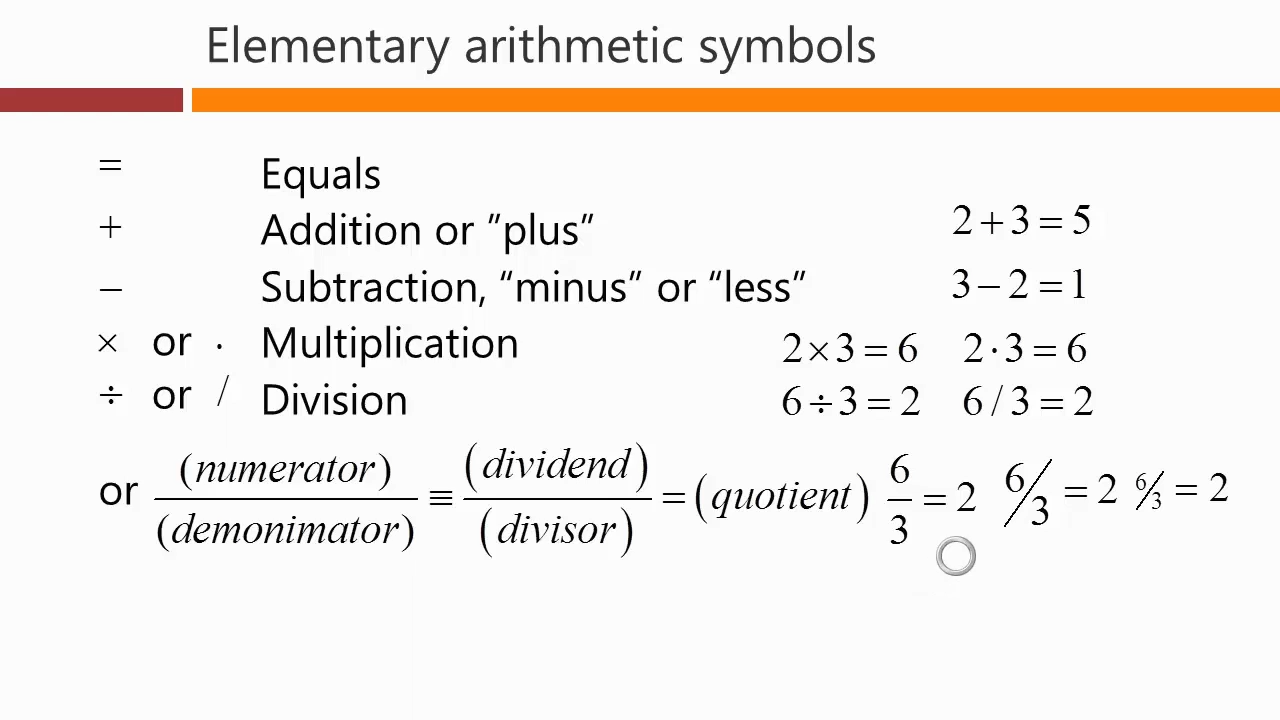 Elementary arithmetic symbols
= Equals
+ Addition or ”plus” 2 + 3 = 5
− Subtraction, “minus” or “less” 3 − 2 = 1
× or · Multiplication 2 × 3 = 6 2 · 3 = 6
÷ or / Division 6 ÷ 3 = 2 6 / 3 = 2
or (numerator)/(demonimator) ≡ (dividend)/(divisor) = (quotient) 6/3 = 2 6/3 = 2 6/3 = 2